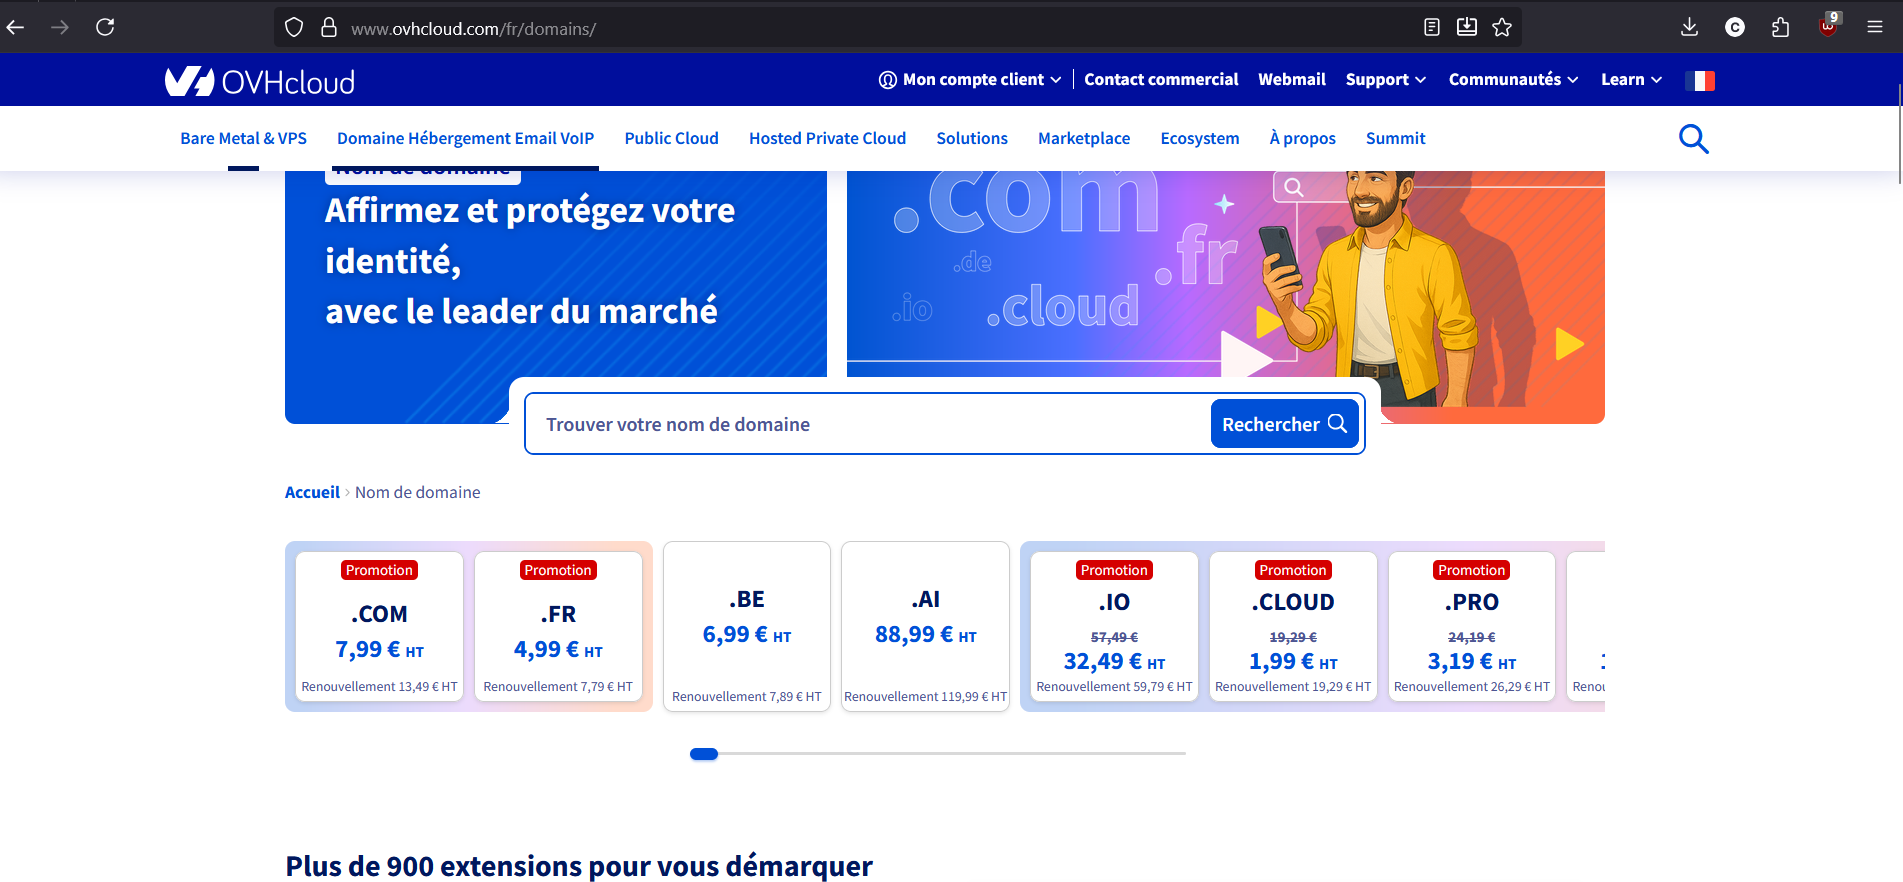 www.ovhcloud.com/fr/domains/
9
OVHcloud
Mon compte client
Contact commercial
Webmail
Support
Communautés
Learn
Bare Metal & VPS
Domaine Hébergement Email VoIP
Public Cloud
Hosted Private Cloud
Solutions
Marketplace
Ecosystem
À propos
Summit
Nom de domaine
Affirmez et protégez votre
identité,
avec le leader du marché
.com
.fr
.de
.io
.cloud
Trouver votre nom de domaine
Rechercher
Accueil › Nom de domaine
Promotion
.COM
7,99 € HT
Renouvellement 13,49 € HT
Promotion
.FR
4,99 € HT
Renouvellement 7,79 € HT
.BE
6,99 € HT
Renouvellement 7,89 € HT
.AI
88,99 € HT
Renouvellement 119,99 € HT
Promotion
.IO
57,49 €
32,49 € HT
Renouvellement 59,79 € HT
Promotion
.CLOUD
19,29 €
1,99 € HT
Renouvellement 19,29 € HT
Promotion
.PRO
24,19 €
3,19 € HT
Renouvellement 26,29 € HT
Plus de 900 extensions pour vous démarquer